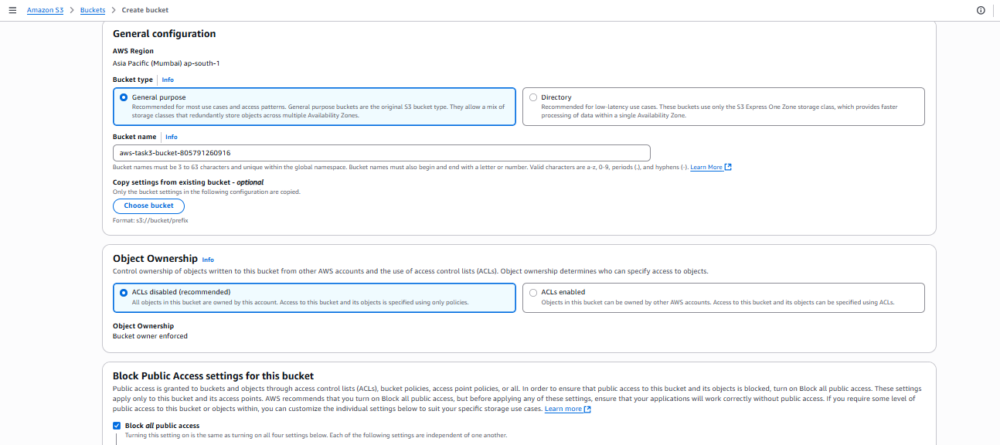 Amazon S3 > Buckets > Create bucket
General configuration
AWS Region
Asia Pacific (Mumbai) ap-south-1
Bucket type Info
General purpose
Recommended for most use cases and access patterns. General purpose buckets are the original S3 bucket type. They allow a mix of
storage classes that redundantly store objects across multiple Availability Zones.
Directory
Recommended for low-latency use cases. These buckets use only the S3 Express One Zone storage class, which provides faster
processing of data within a single Availability Zone.
Bucket name Info
aws-task3-bucket-805791260916
Bucket names must be 3 to 63 characters and unique within the global namespace. Bucket names must also begin and end with a letter or number. Valid characters are a-z, 0-9, periods (.), and hyphens (-). Learn More
Copy settings from existing bucket - optional
Only the bucket settings in the following configuration are copied.
Choose bucket
Format: s3://bucket/prefix
Object Ownership Info
Control ownership of objects written to this bucket from other AWS accounts and the use of access control lists (ACLs). Object ownership determines who can specify access to objects.
ACLs disabled (recommended)
All objects in this bucket are owned by this account. Access to this bucket and its objects is specified using only policies.
ACLs enabled
Objects in this bucket can be owned by other AWS accounts. Access to this bucket and its objects can be specified using ACLs.
Object Ownership
Bucket owner enforced
Block Public Access settings for this bucket
Public access is granted to buckets and objects through access control lists (ACLs), bucket policies, access point policies, or all. In order to ensure that public access to this bucket and its objects is blocked, turn on Block all public access. These settings
apply only to this bucket and its access points. AWS recommends that you turn on Block all public access, but before applying any of these settings, ensure that your applications will work correctly without public access. If you require some level of
public access to this bucket or objects within, you can customize the individual settings below to suit your specific storage use cases. Learn more
Block all public access
Turning this setting on is the same as turning on all four settings below. Each of the following settings are independent of one another.